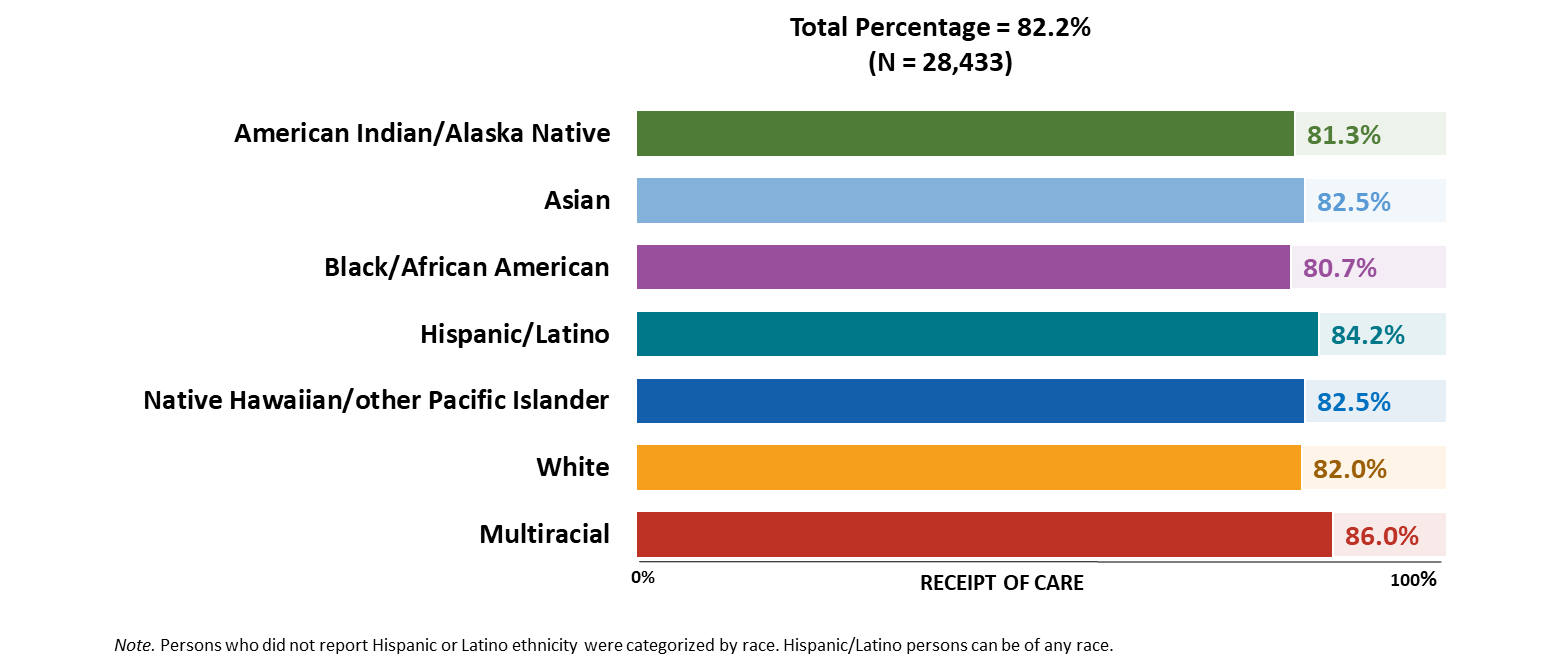 Total Percentage = 82.2%
(N = 28,433)
American Indian/Alaska Native 81.3%
Asian 82.5%
Black/African American 80.7%
Hispanic/Latino 84.2%
Native Hawaiian/other Pacific Islander 82.5%
White 82.0%
Multiracial 86.0%
0% RECEIPT OF CARE 100%
Note. Persons who did not report Hispanic or Latino ethnicity were categorized by race. Hispanic/Latino persons can be of any race.